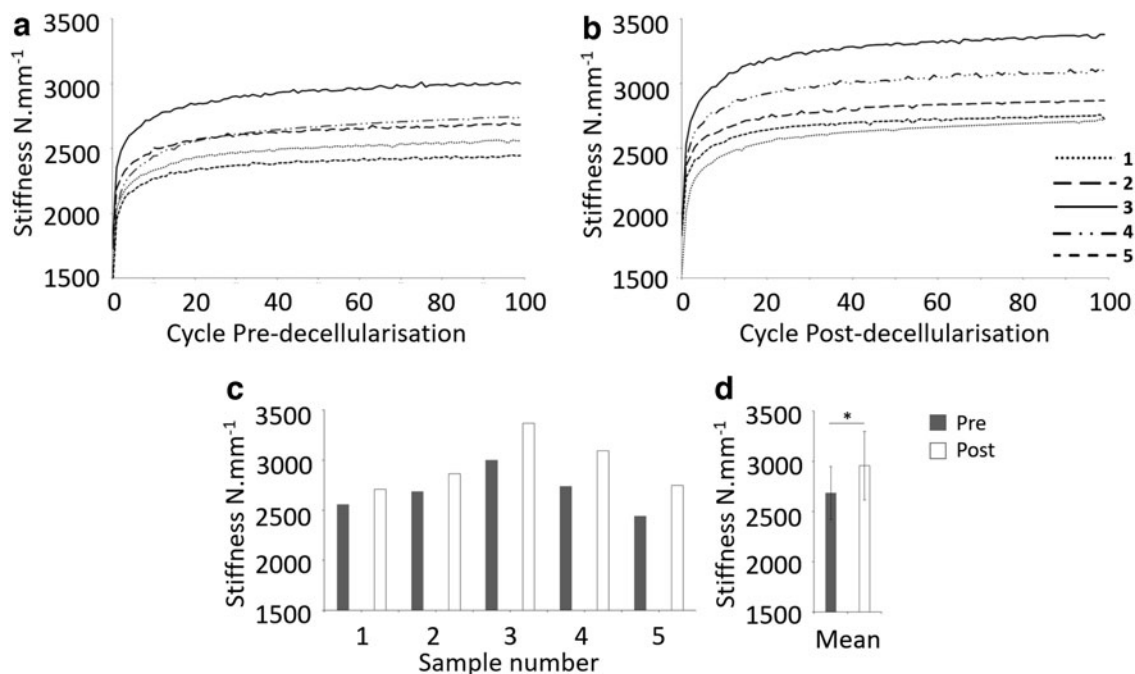 a
3500
3000
2500
2000
1500
Stiffness N.mm-1
0 20 40 60 80 100
Cycle Pre-decellularisation
b
3500
3000
2500
2000
1500
Stiffness N.mm-1
0 20 40 60 80 100
Cycle Post-decellularisation
1
2
3
4
5
c
3500
3000
2500
2000
1500
Stiffness N.mm-1
1 2 3 4 5
Sample number
d
3500
3000
2500
2000
1500
Stiffness N.mm-1
*
Mean
Pre
Post